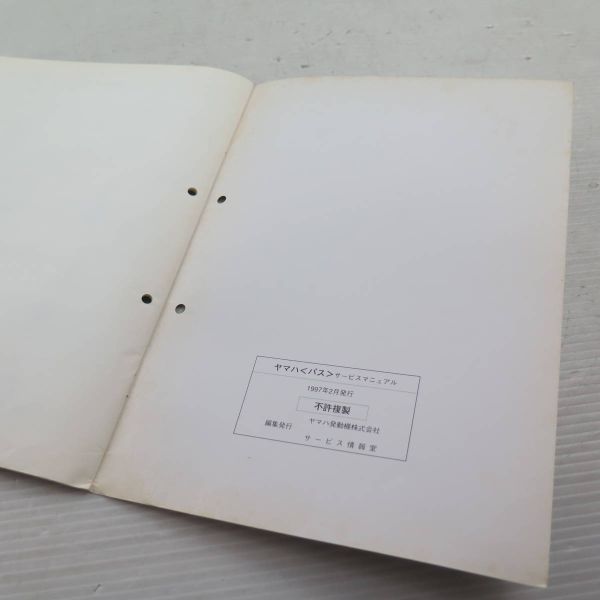 ヤマハ<パス>サービスマニュアル
1997年2月発行
不許複製
編集発行 ヤマハ発動機株式会社
サービス情報室